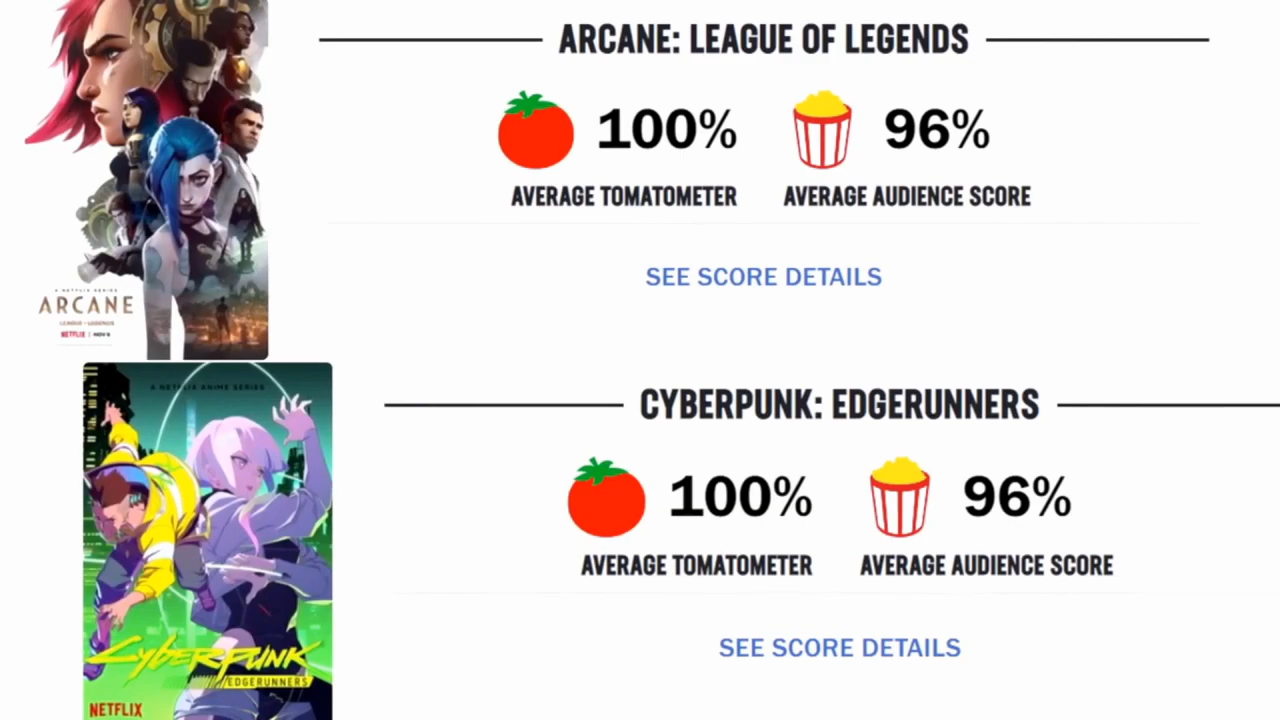 ARCANE: LEAGUE OF LEGENDS
100%
96%
AVERAGE TOMATOMETER
AVERAGE AUDIENCE SCORE
SEE SCORE DETAILS
A NETFLIX SERIES
ARCANE
LEAGUE OF LEGENDS
NETFLIX | NOV 6
A NETFLIX ANIME SERIES
CYBERPUNK: EDGERUNNERS
100%
96%
AVERAGE TOMATOMETER
AVERAGE AUDIENCE SCORE
SEE SCORE DETAILS
Cyberpunk
EDGERUNNERS
NETFLIX